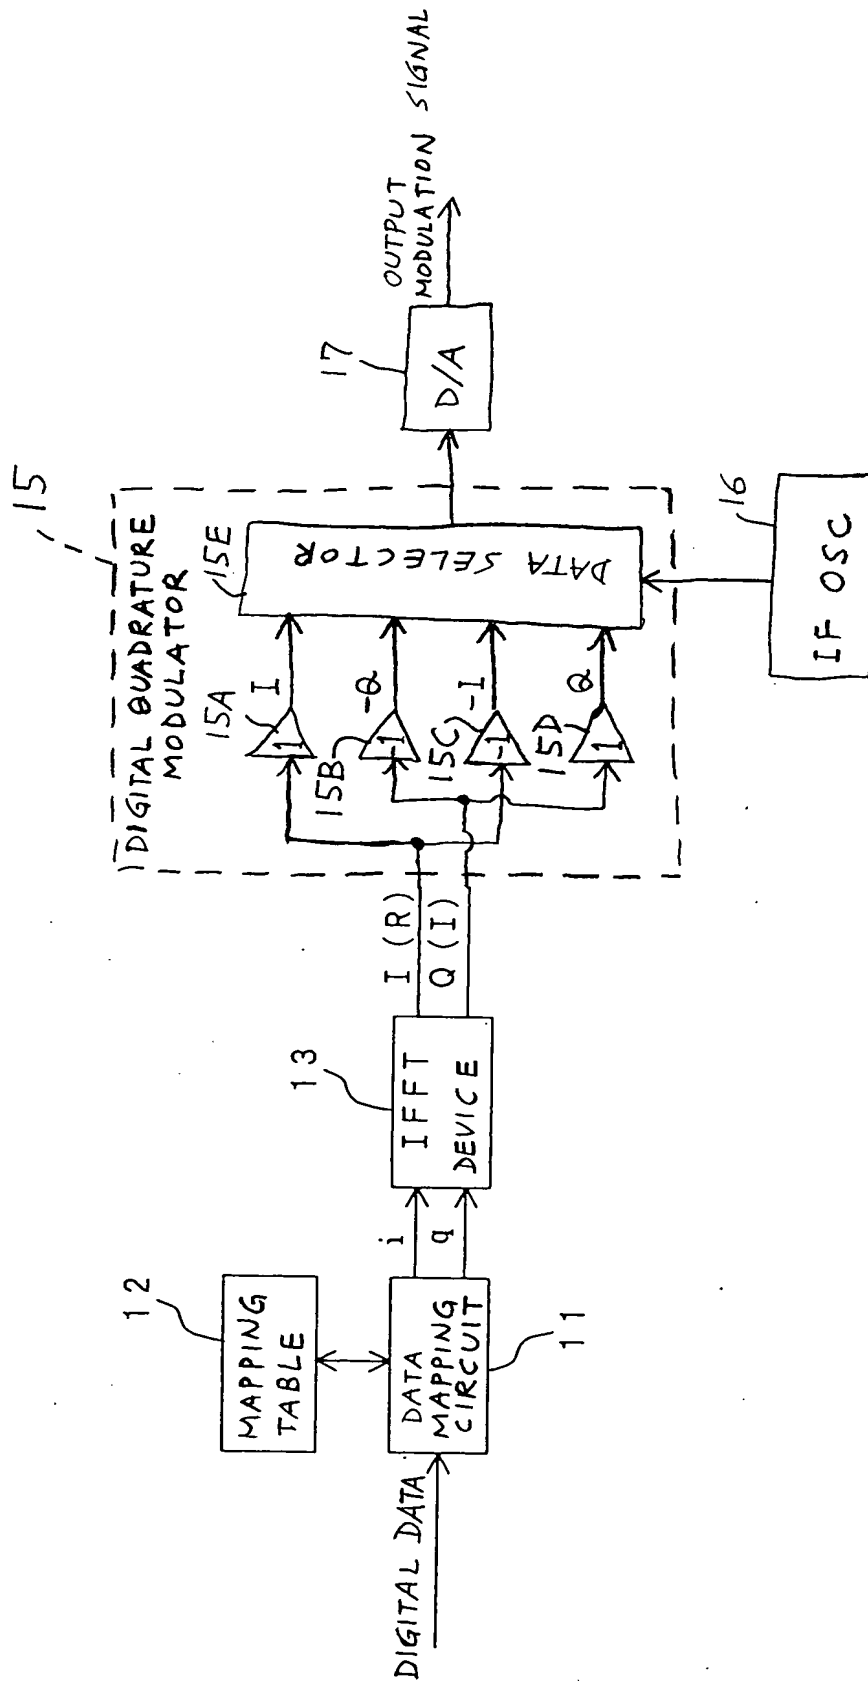 DIGITAL DATA
12
MAPPING
TABLE
DATA
MAPPING
CIRCUIT
11
i
q
13
IFFT
DEVICE
I (R)
Q (I)
15
DIGITAL QUADRATURE
MODULATOR
15A
1
I
15B
-1
-Q
15C
-1
-I
15D
1
Q
15E
DATA SELECTOR
16
IF OSC
17
D/A
OUTPUT
MODULATION SIGNAL